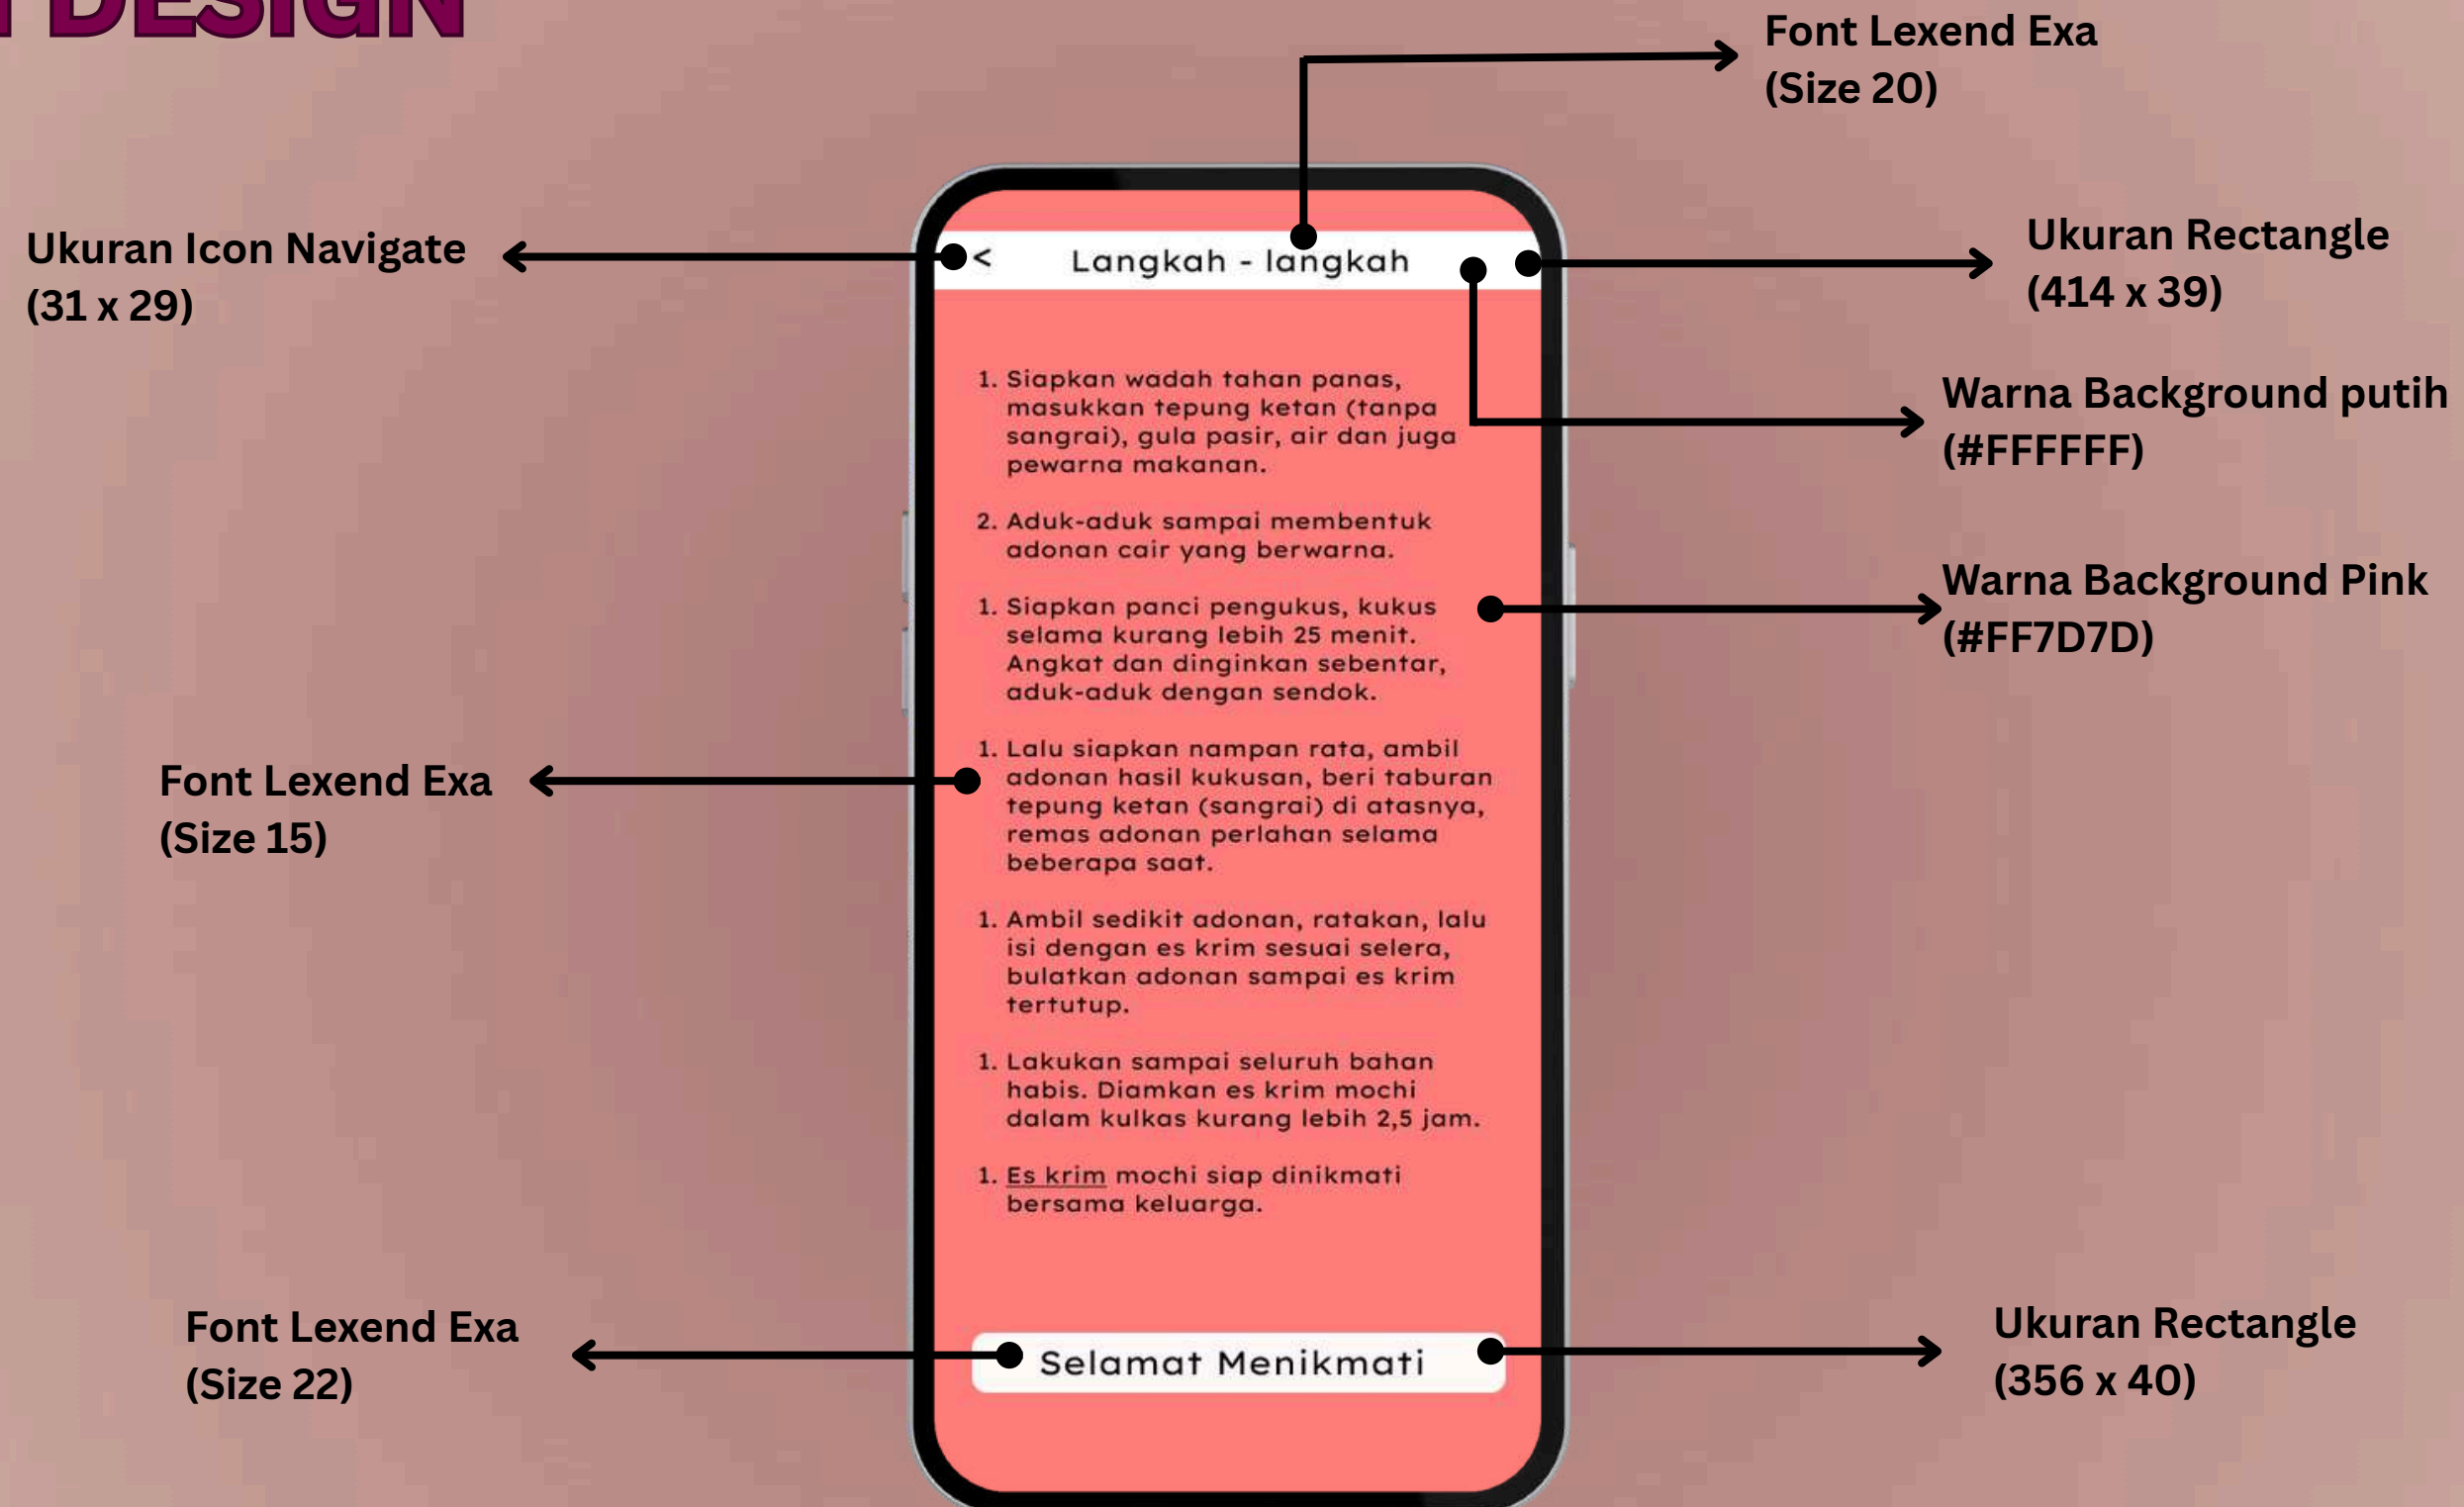 DESIGN
Font Lexend Exa
(Size 20)
Ukuran Icon Navigate
(31 x 29)
<
Langkah - langkah
Ukuran Rectangle
(414 x 39)
Warna Background putih
(#FFFFFF)
Warna Background Pink
(#FF7D7D)
1. Siapkan wadah tahan panas,
masukkan tepung ketan (tanpa
sangrai), gula pasir, air dan juga
pewarna makanan.
2. Aduk-aduk sampai membentuk
adonan cair yang berwarna.
1. Siapkan panci pengukus, kukus
selama kurang lebih 25 menit.
Angkat dan dinginkan sebentar,
aduk-aduk dengan sendok.
1. Lalu siapkan nampan rata, ambil
adonan hasil kukusan, beri taburan
tepung ketan (sangrai) di atasnya,
remas adonan perlahan selama
beberapa saat.
1. Ambil sedikit adonan, ratakan, lalu
isi dengan es krim sesuai selera,
bulatkan adonan sampai es krim
tertutup.
1. Lakukan sampai seluruh bahan
habis. Diamkan es krim mochi
dalam kulkas kurang lebih 2,5 jam.
1. Es krim mochi siap dinikmati
bersama keluarga.
Font Lexend Exa
(Size 15)
Font Lexend Exa
(Size 22)
Selamat Menikmati
Ukuran Rectangle
(356 x 40)